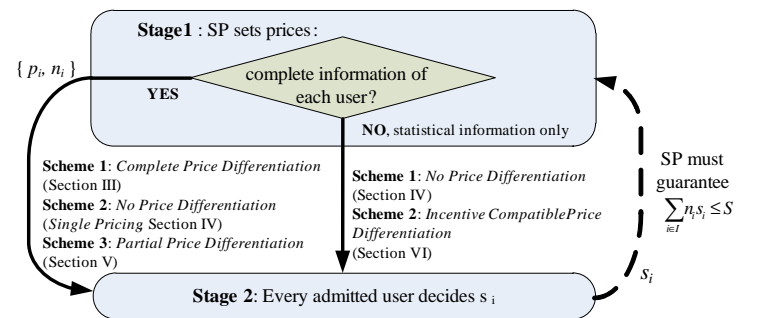 Stage1 : SP sets prices:
{ pi, ni }
complete information of
each user?
YES
NO, statistical information only
Scheme 1: Complete Price Differentiation
(Section III)
Scheme 2: No Price Differentiation
(Single Pricing Section IV)
Scheme 3: Partial Price Differentiation
(Section V)
Scheme 1: No Price Differentiation
(Section IV)
Scheme 2: Incentive Compatible Price
Differentiation
(Section VI)
SP must
guarantee
∑i∈I nisi ≤ S
si
Stage 2: Every admitted user decides s i